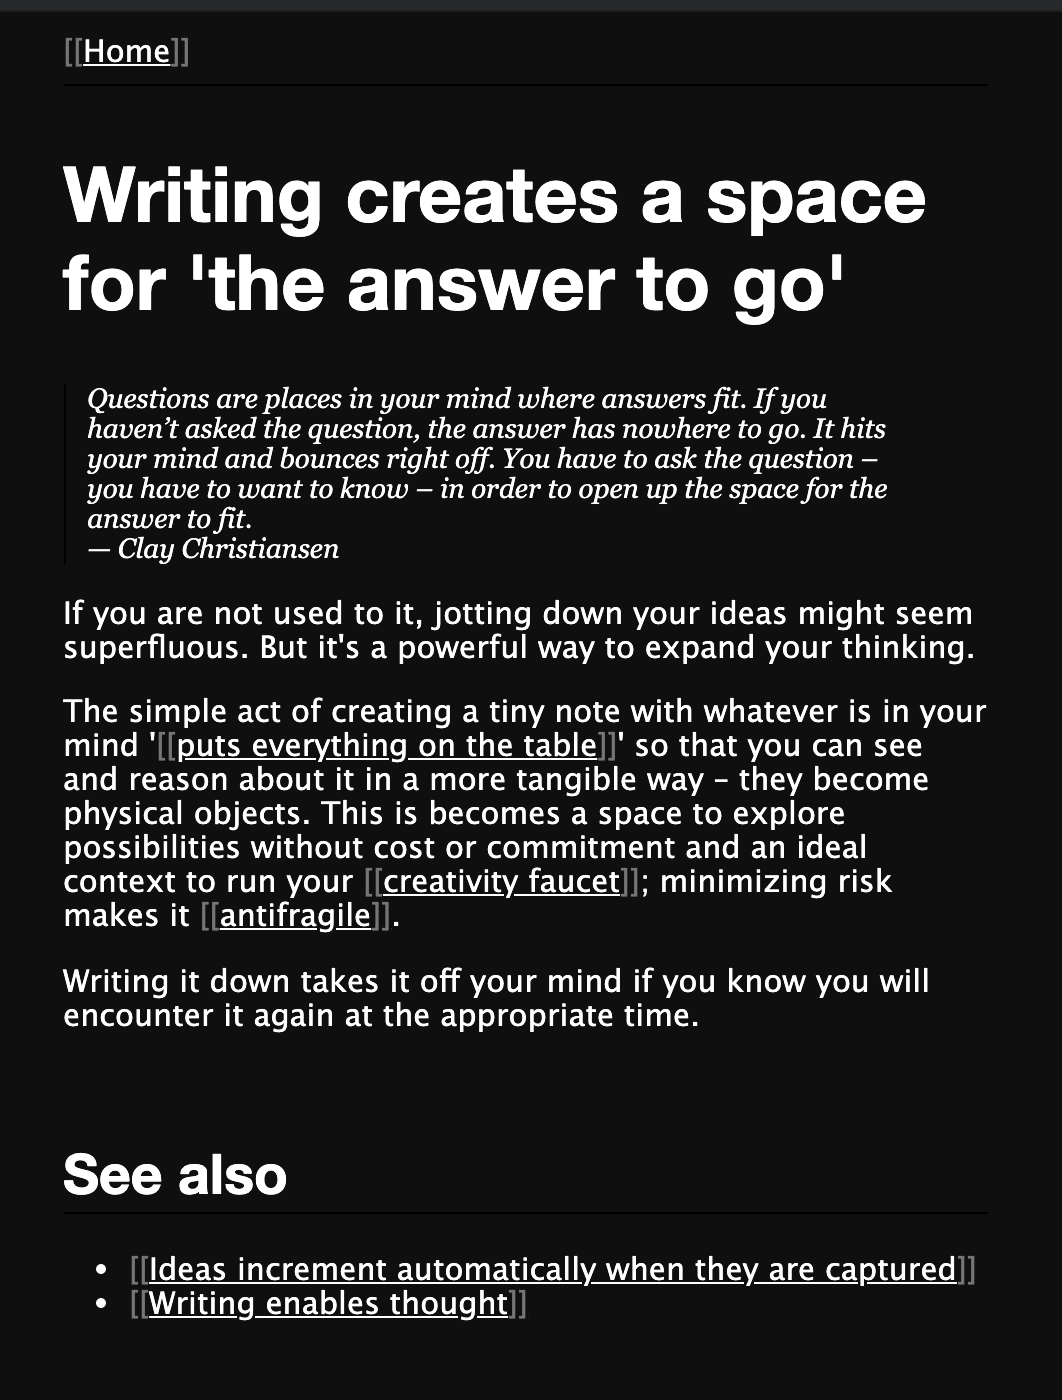 [[Home]]
Writing creates a space
for 'the answer to go'
Questions are places in your mind where answers fit. If you
haven’t asked the question, the answer has nowhere to go. It hits
your mind and bounces right off. You have to ask the question –
you have to want to know – in order to open up the space for the
answer to fit.
— Clay Christiansen
If you are not used to it, jotting down your ideas might seem
superfluous. But it's a powerful way to expand your thinking.
The simple act of creating a tiny note with whatever is in your
mind '[[puts everything on the table]]' so that you can see
and reason about it in a more tangible way – they become
physical objects. This is becomes a space to explore
possibilities without cost or commitment and an ideal
context to run your [[creativity faucet]]; minimizing risk
makes it [[antifragile]].
Writing it down takes it off your mind if you know you will
encounter it again at the appropriate time.
See also
• [[Ideas increment automatically when they are captured]]
• [[Writing enables thought]]